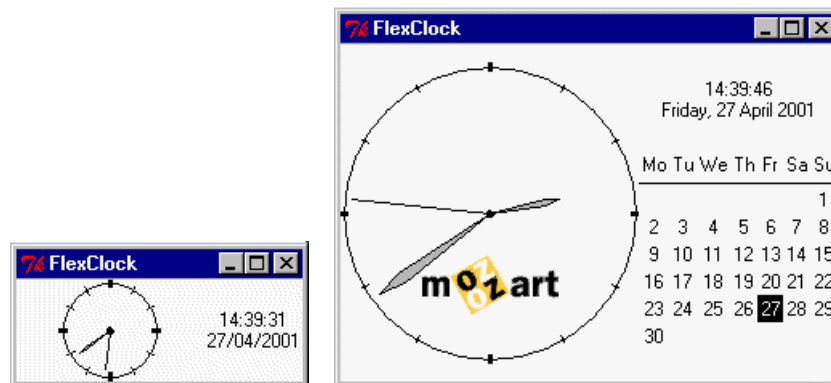 FlexClock
14:39:31
27/04/2001
FlexClock
14:39:46
Friday, 27 April 2001
Mo Tu We Th Fr Sa Su
1
2 3 4 5 6 7 8
9 10 11 12 13 14 15
16 17 18 19 20 21 22
23 24 25 26 27 28 29
30
mozart